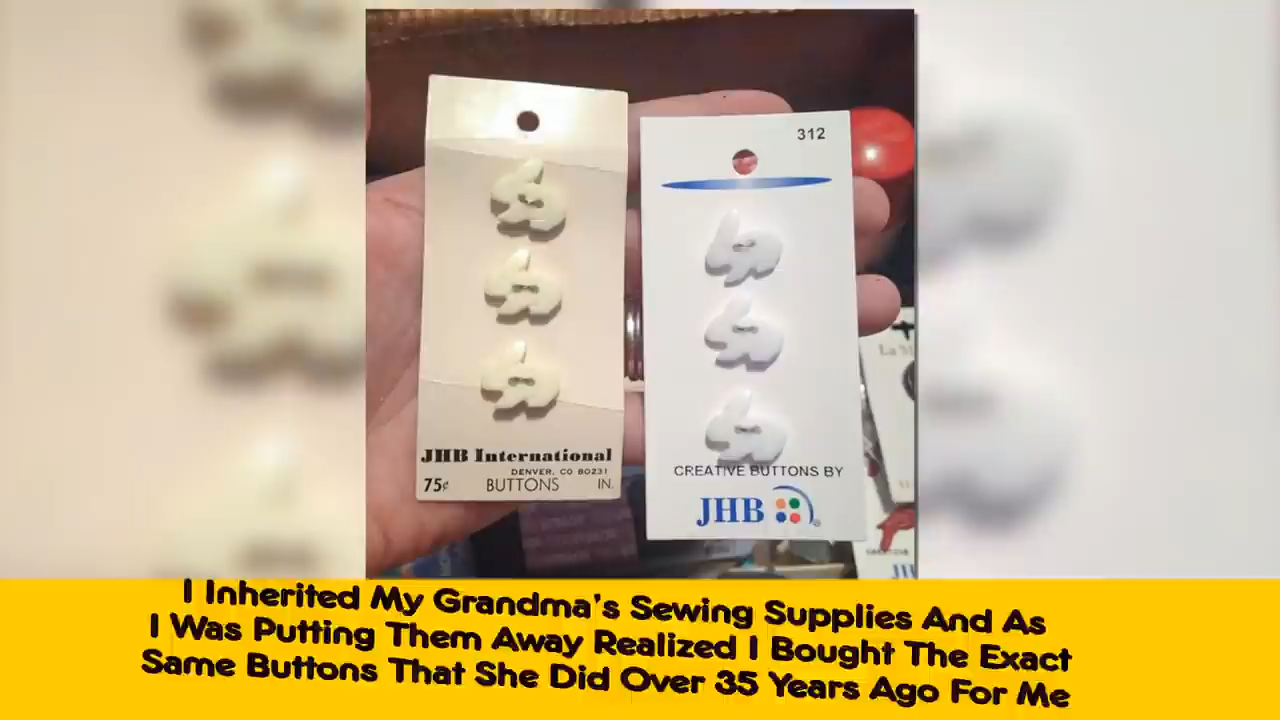 312
JHB International
DENVER, CO 80231
75¢ BUTTONS IN.
CREATIVE BUTTONS BY
JHB
La M
I Inherited My Grandma's Sewing Supplies And As
I Was Putting Them Away Realized I Bought The Exact
Same Buttons That She Did Over 35 Years Ago For Me